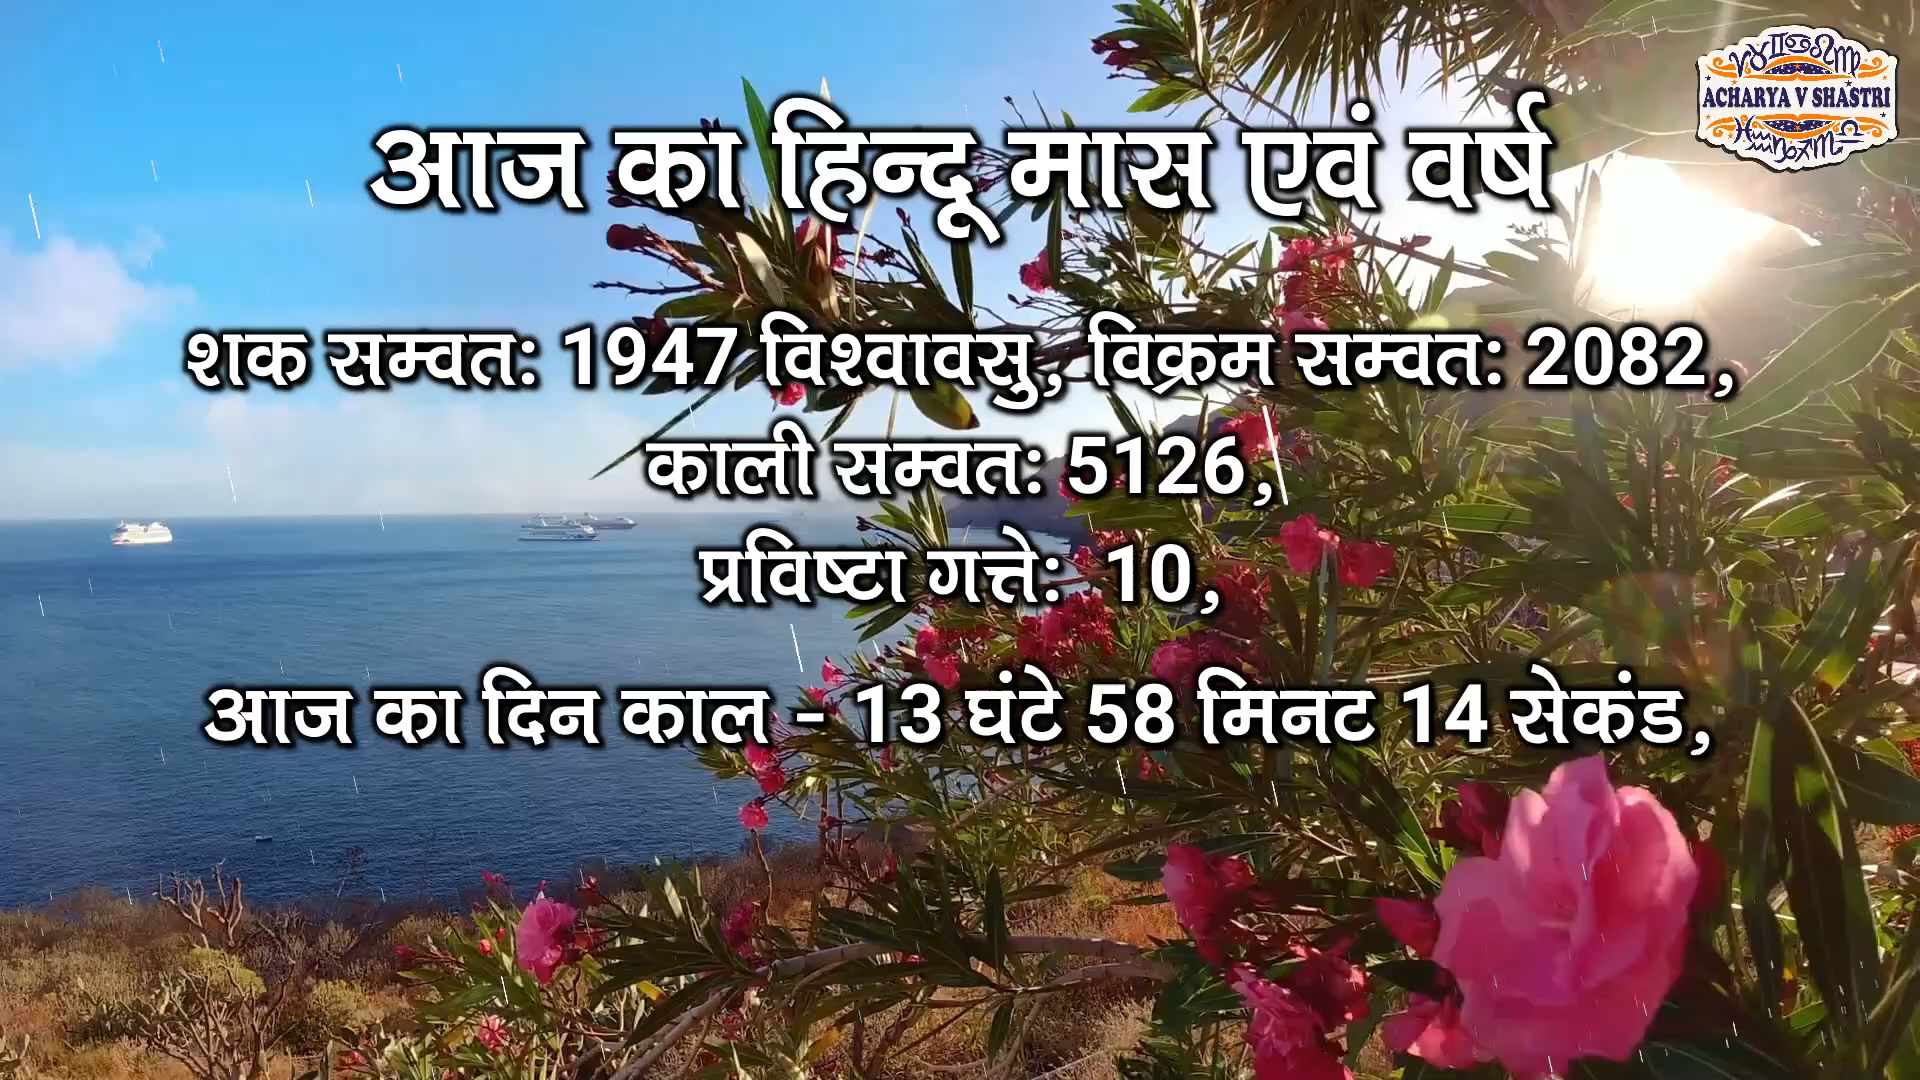 ACHARYA V SHASTRI
आज का हिन्दू मास एवं वर्ष
शक सम्वत: 1947 विश्वावसु, विक्रम सम्वत: 2082,
काली सम्वत: 5126,
प्रविष्टा गत्ते: 10,
आज का दिन काल - 13 घंटे 58 मिनट 14 सेकंड,